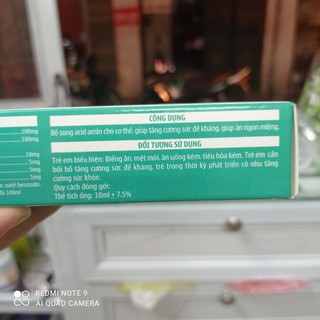 CÔNG DỤNG
Bổ sung acid amin cho cơ thể, giúp tăng cường sức đề kháng, giúp ăn ngon miệng.
ĐỐI TƯỢNG SỬ DỤNG
Trẻ em biểu hiện: Biếng ăn, mệt mỏi, ăn uống kém, tiêu hóa kém. Trẻ em cần
bồi bổ tăng cường sức đề kháng, trẻ trong thời kỳ phát triển có nhu tăng
cường sức khỏe.
Quy cách đóng gói:
Thể tích ống: 10ml ± 7.5%
100mg
100mg
10mg
5mg
5mg
1mg
, natri benzoate,
100ml
REDMI NOTE 9
AI QUAD CAMERA